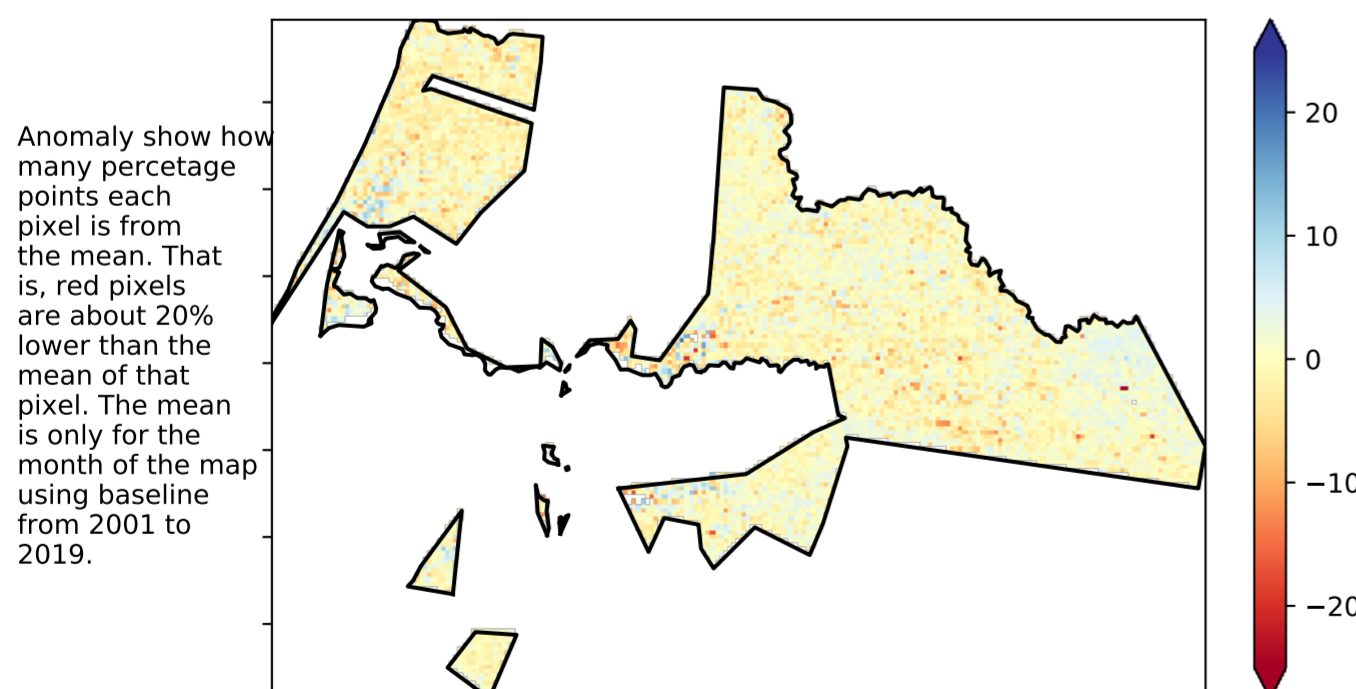 Anomaly show how
many percetage
points each
pixel is from
the mean. That
is, red pixels
are about 20%
lower than the
mean of that
pixel. The mean
is only for the
month of the map
using baseline
from 2001 to
2019.
20
10
0
−10
−20